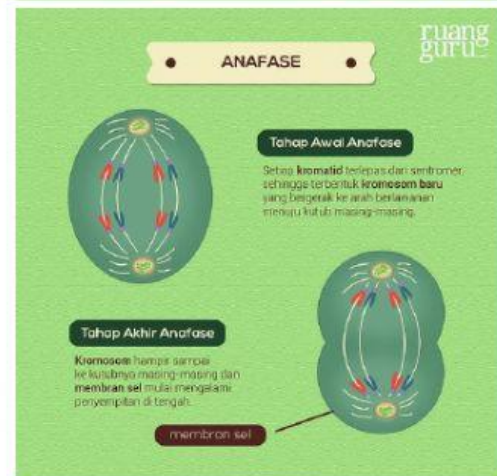 ruang
guru
ANAFASE
Tahap Awal Anafase
Setiap kromatid terlepas dari sentromer,
sehingga terbentuk kromosom baru
yang bergerak ke arah berlawanan
menuju kutub masing-masing.
Tahap Akhir Anafase
Kromosom hampir sampai
ke kutubnya masing-masing dan
membran sel mulai mengalami
penyempitan di tengah.
membran sel